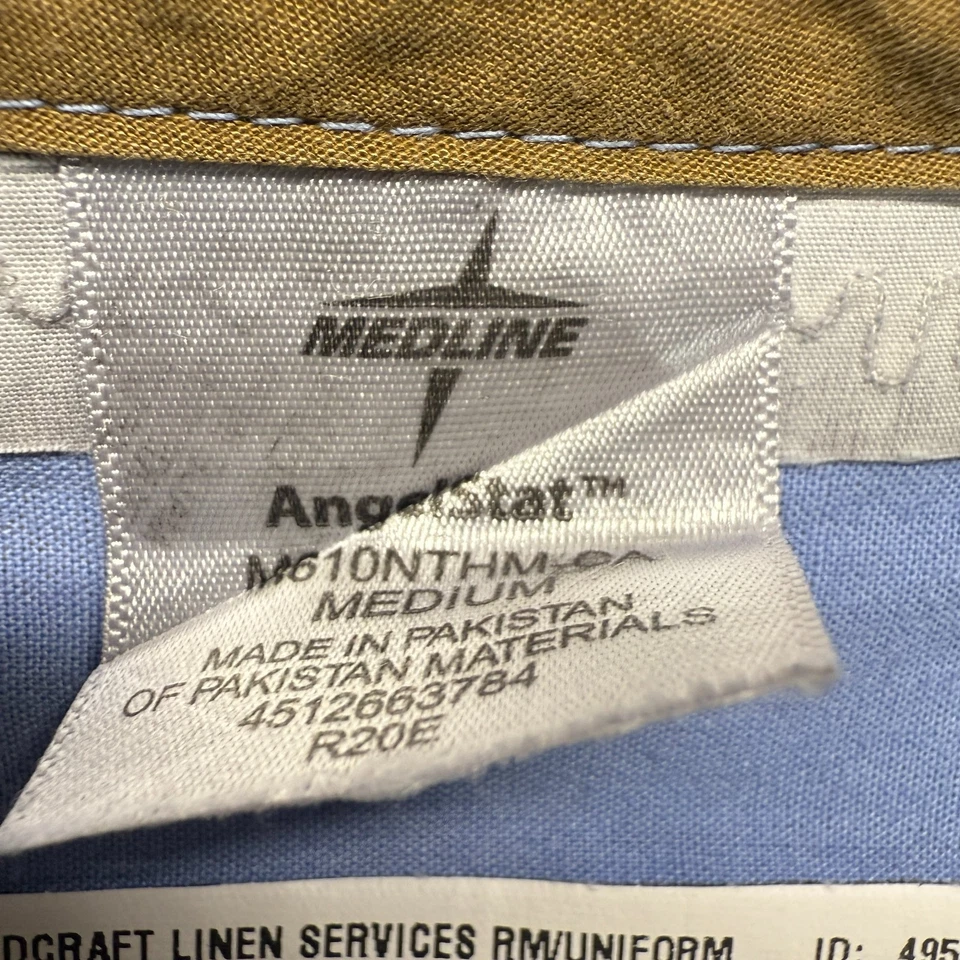 MEDLINE
AngelStat™
M610NTHM-CA
MEDIUM
MADE IN PAKISTAN
OF PAKISTAN MATERIALS
4512663784
R20E
DCRAFT LINEN SERVICES RM/UNIFORM ID: 495